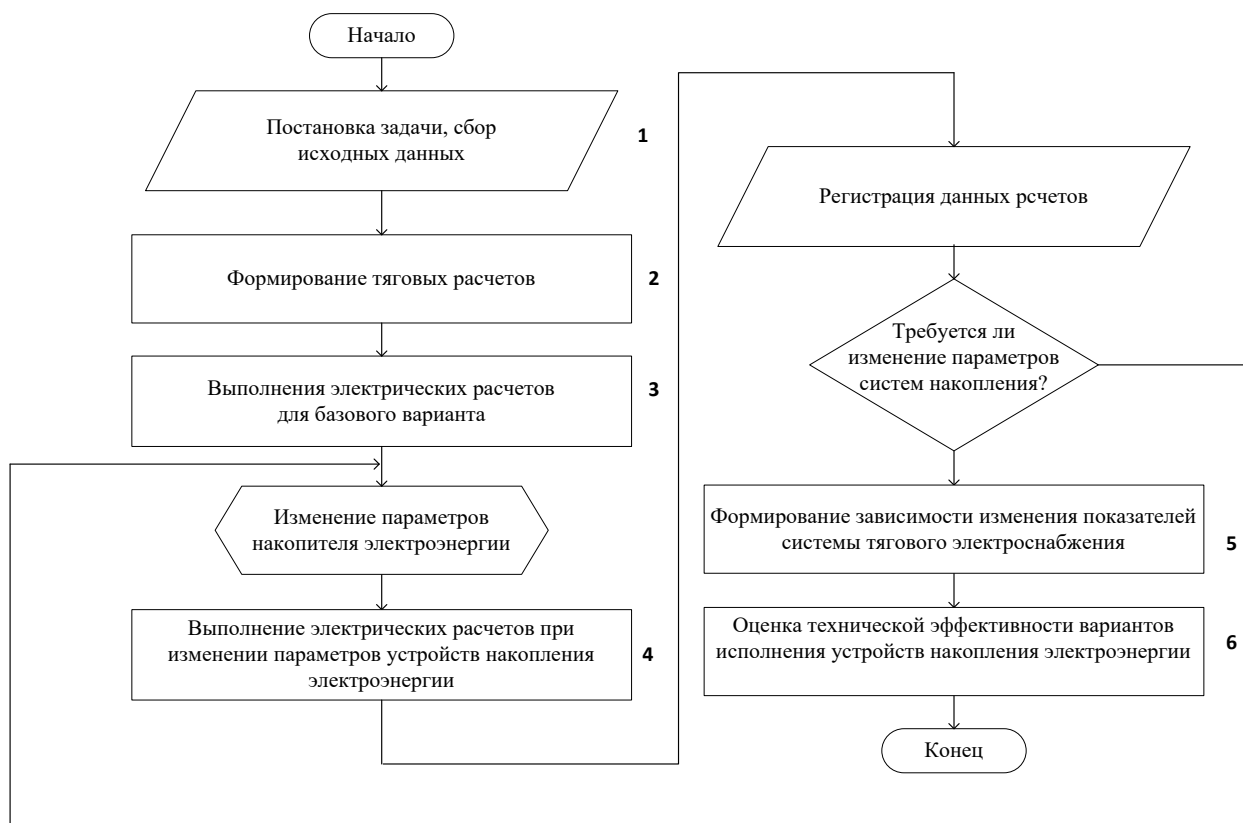 Начало
Постановка задачи, сбор
исходных данных
1
Формирование тяговых расчетов
2
Выполнения электрических расчетов
для базового варианта
3
Изменение параметров
накопителя электроэнергии
Выполнение электрических расчетов при
изменении параметров устройств накопления
электроэнергии
4
Регистрация данных рсчетов
Требуется ли
изменение параметров
систем накопления?
Формирование зависимости изменения показателей
системы тягового электроснабжения
5
Оценка технической эффективности вариантов
исполнения устройств накопления электроэнергии
6
Конец